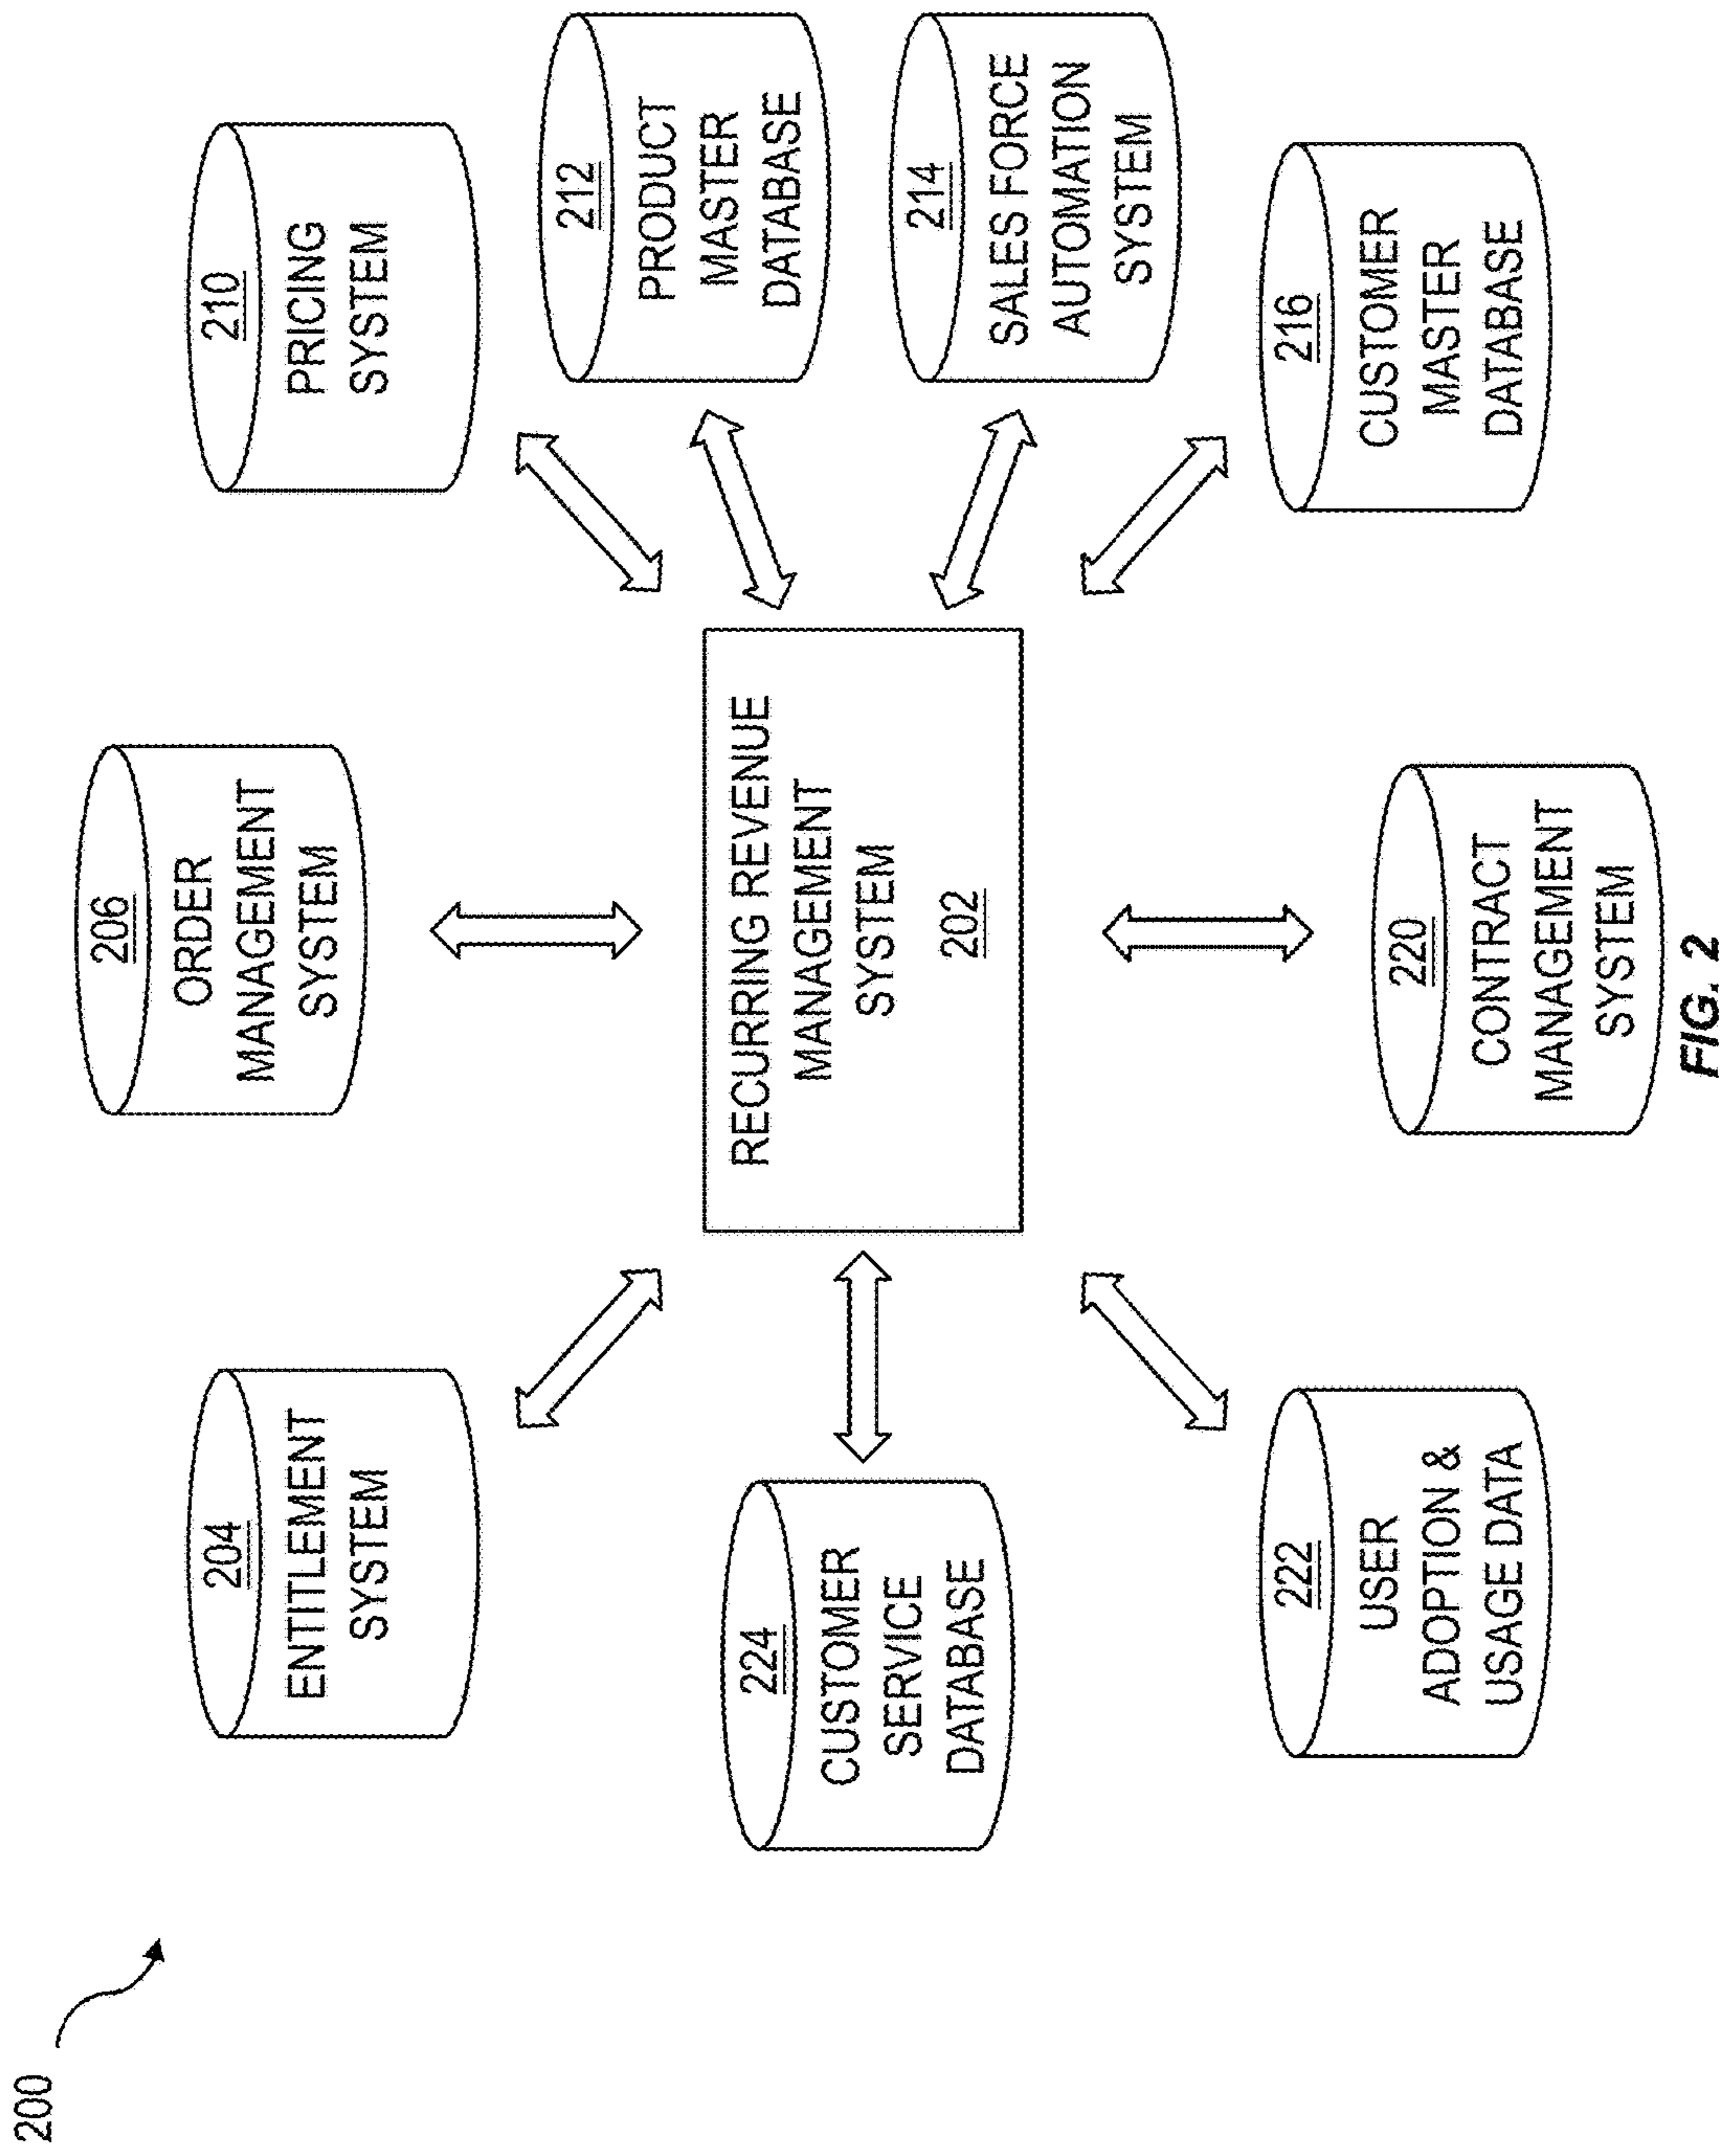 200
204
ENTITLEMENT
SYSTEM
206
ORDER
MANAGEMENT
SYSTEM
210
PRICING
SYSTEM
212
PRODUCT
MASTER
DATABASE
224
CUSTOMER
SERVICE
DATABASE
RECURRING REVENUE
MANAGEMENT
SYSTEM
202
214
SALES FORCE
AUTOMATION
SYSTEM
222
USER
ADOPTION &
USAGE DATA
220
CONTRACT
MANAGEMENT
SYSTEM
216
CUSTOMER
MASTER
DATABASE
FIG. 2